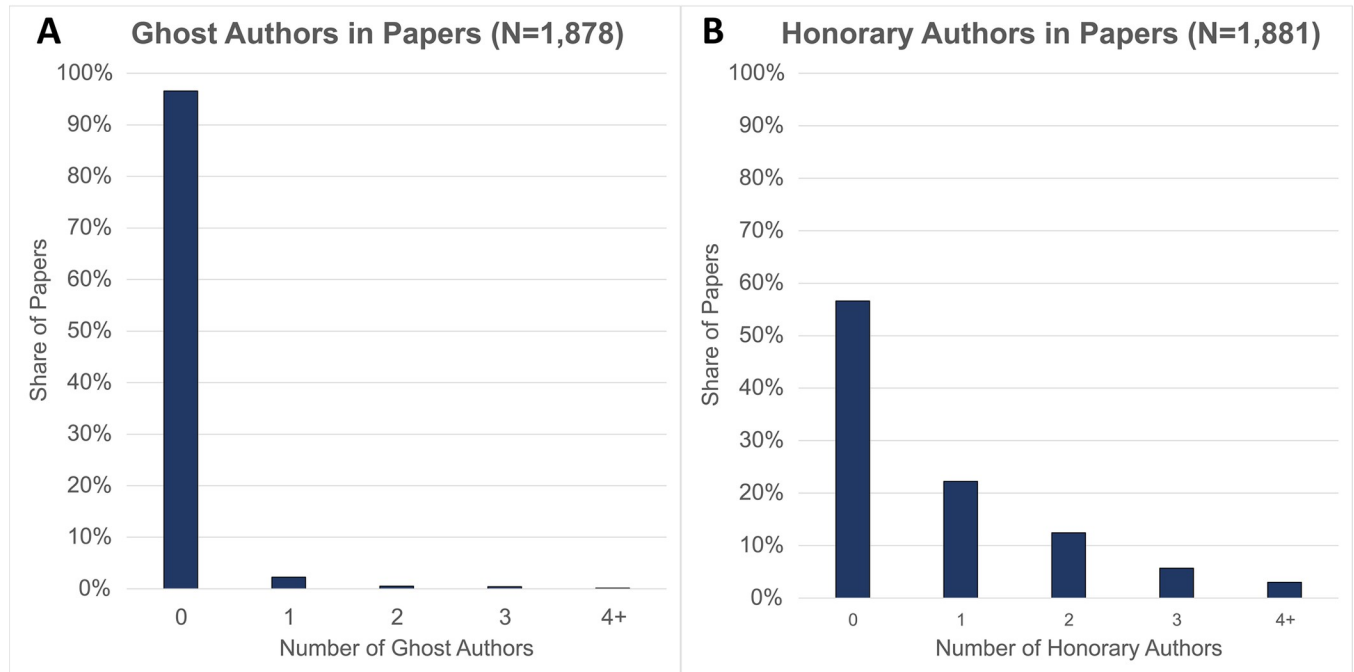 A
Ghost Authors in Papers (N=1,878)
100%
90%
80%
70%
60%
50%
40%
30%
20%
10%
0%
Share of Papers
0 1 2 3 4+
Number of Ghost Authors
B
Honorary Authors in Papers (N=1,881)
100%
90%
80%
70%
60%
50%
40%
30%
20%
10%
0%
Share of Papers
0 1 2 3 4+
Number of Honorary Authors